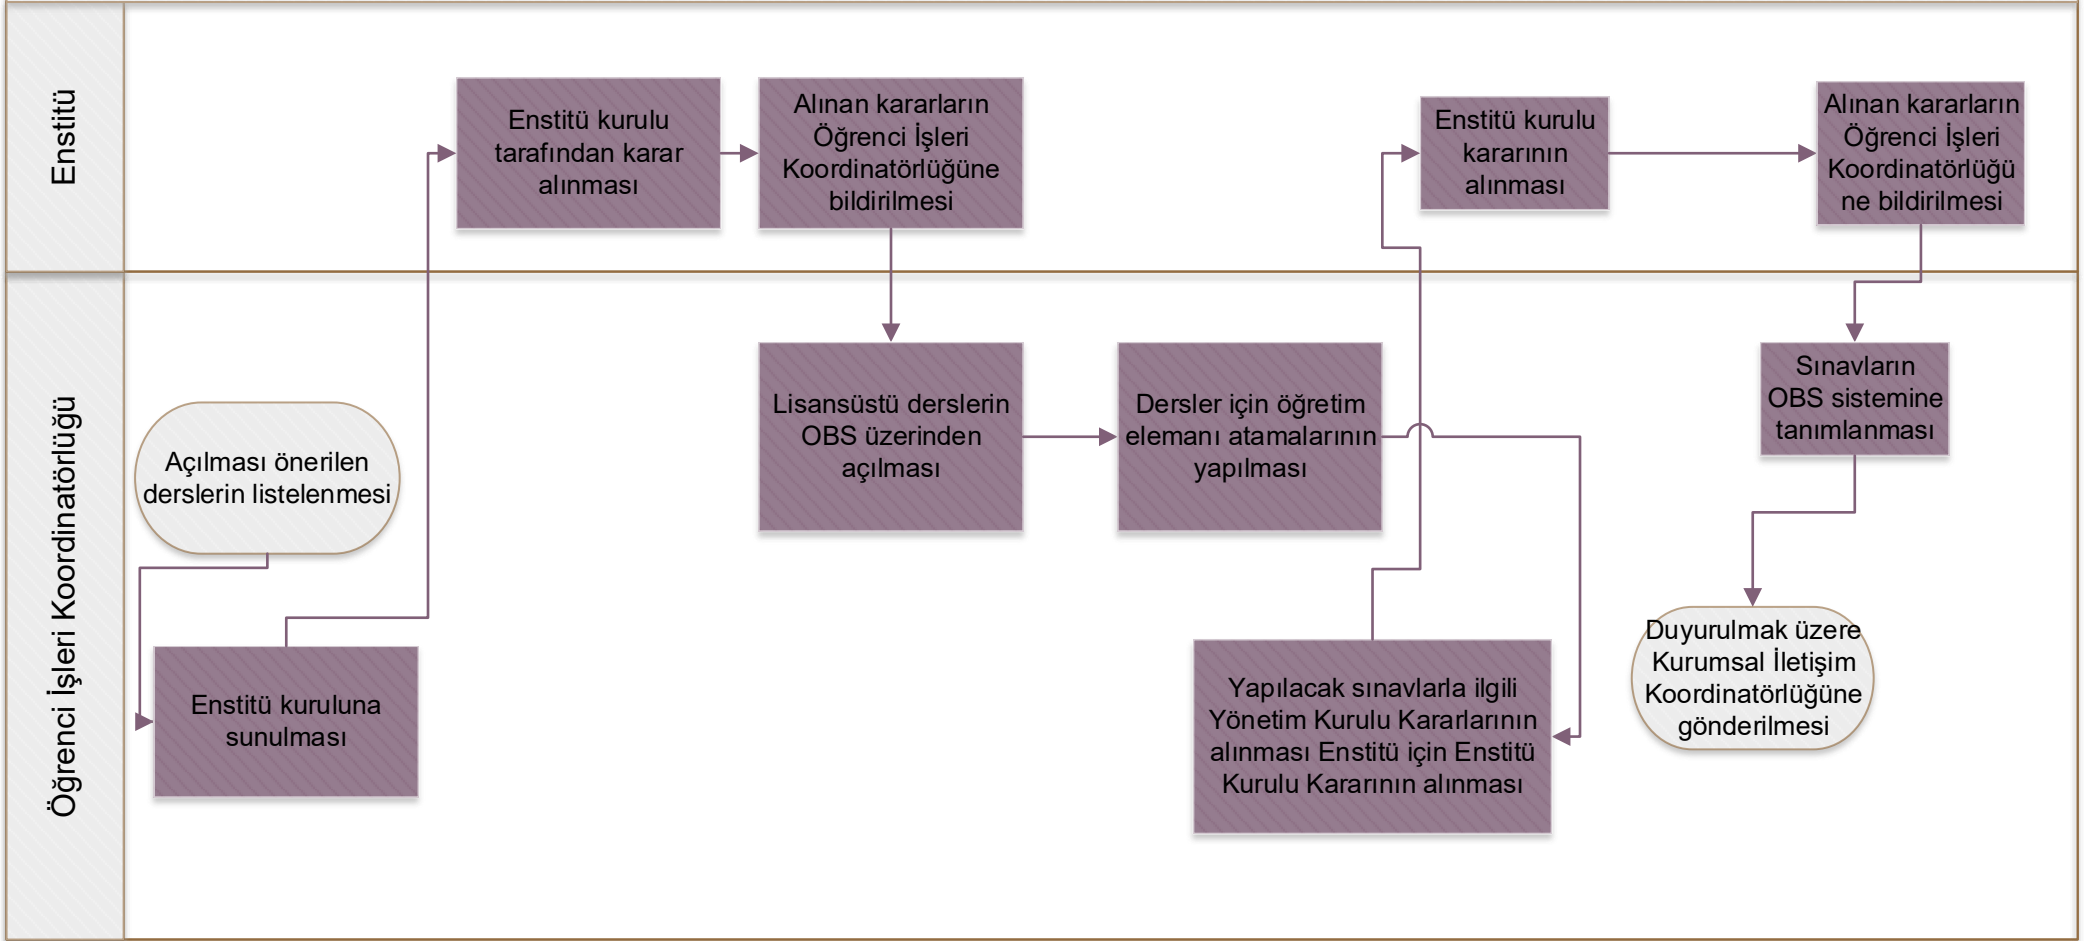 Enstitü
Enstitü kurulu
tarafından karar
alınması
Alınan kararların
Öğrenci İşleri
Koordinatörlüğüne
bildirilmesi
Enstitü kurulu
kararının
alınması
Alınan kararların
Öğrenci İşleri
Koordinatörlüğü
ne bildirilmesi
Öğrenci İşleri Koordinatörlüğü
Açılması önerilen
derslerin listelenmesi
Enstitü kuruluna
sunulması
Lisansüstü derslerin
OBS üzerinden
açılması
Dersler için öğretim
elemanı atamalarının
yapılması
Yapılacak sınavlarla ilgili
Yönetim Kurulu Kararlarının
alınması Enstitü için Enstitü
Kurulu Kararının alınması
Sınavların
OBS sistemine
tanımlanması
Duyurulmak üzere
Kurumsal İletişim
Koordinatörlüğüne
gönderilmesi